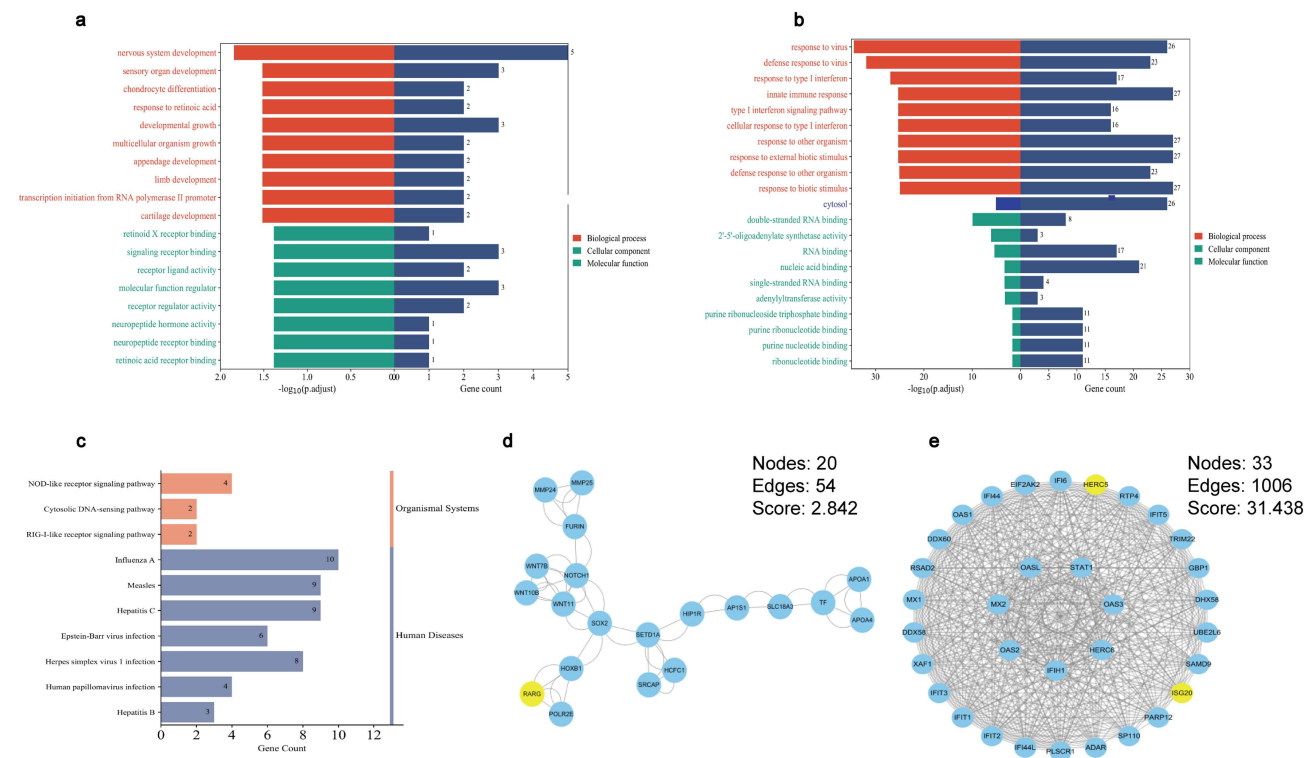 a
nervous system development 5
sensory organ development 3
chondrocyte differentiation 2
response to retinoic acid 2
developmental growth 3
multicellular organism growth 2
appendage development 2
limb development 2
transcription initiation from RNA polymerase II promoter 2
cartilage development 2
retinoid X receptor binding 1
signaling receptor binding 3
receptor ligand activity 2
molecular function regulator 3
receptor regulator activity 2
neuropeptide hormone activity 1
neuropeptide receptor binding 1
retinoic acid receptor binding 1
2.0 1.5 1.0 0.5 0.0 0 1 2 3 4 5
-log10(p.adjust) Gene count
Biological process
Cellular component
Molecular function
b
response to virus 26
defense response to virus 23
response to type I interferon 17
innate immune response 27
type I interferon signaling pathway 16
cellular response to type I interferon 16
response to other organism 27
response to external biotic stimulus 27
defense response to other organism 23
response to biotic stimulus 27
cytosol 26
double-stranded RNA binding 8
2'-5'-oligoadenylate synthetase activity 3
RNA binding 17
nucleic acid binding 21
single-stranded RNA binding 4
adenylyltransferase activity 3
purine ribonucleoside triphosphate binding 11
purine ribonucleotide binding 11
purine nucleotide binding 11
ribonucleotide binding 11
30 20 10 0 5 10 15 20 25 30
-log10(p.adjust) Gene count
Biological process
Cellular component
Molecular function
c
NOD-like receptor signaling pathway 4
Cytosolic DNA-sensing pathway 2
RIG-I-like receptor signaling pathway 2
Organismal Systems
Influenza A 10
Measles 9
Hepatitis C 9
Epstein-Barr virus infection 6
Herpes simplex virus 1 infection 8
Human papillomavirus infection 4
Hepatitis B 3
Human Diseases
0 2 4 6 8 10 12
Gene Count
d
Nodes: 20
Edges: 54
Score: 2.842
MMP24
MMP25
FURIN
WNT7B
NOTCH1
WNT10B
WNT11
SOX2
HIP1R
AP1S1
SLC18A3
TF
APOA1
APOA4
SETD1A
HOXB1
HCFC1
SRCAP
RARG
POLR2E
e
Nodes: 33
Edges: 1006
Score: 31.438
IFI6
HERC5
EIF2AK2
RTP4
IFI44
IFIT5
OAS1
TRIM22
DDX60
GBP1
RSAD2
OASL
STAT1
DHX58
MX1
MX2
OAS3
UBE2L6
DDX58
XAF1
OAS2
HERC6
SAMD9
IFIH1
IFIT3
ISG20
IFIT1
PARP12
IFIT2
SP110
IFI44L
PLSCR1
ADAR